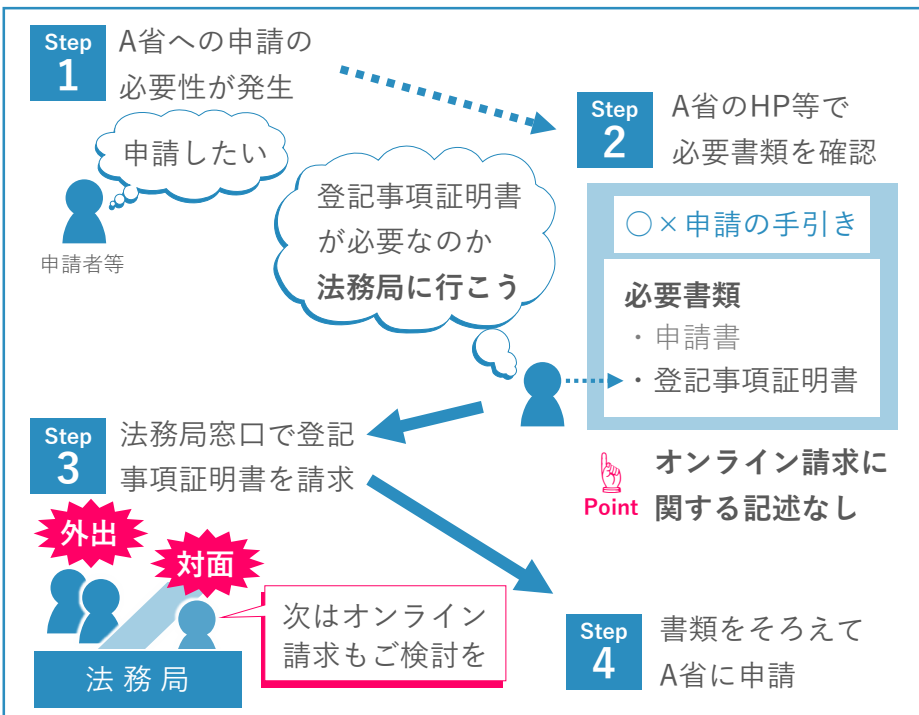 Step
1
A省への申請の
必要性が発生
申請したい
申請者等
Step
2
A省のHP等で
必要書類を確認
登記事項証明書
が必要なのか
法務局に行こう
○×申請の手引き
必要書類
・申請書
・登記事項証明書
Point
オンライン請求に
関する記述なし
Step
3
法務局窓口で登記
事項証明書を請求
外出
対面
次はオンライン
請求もご検討を
法務局
Step
4
書類をそろえて
A省に申請